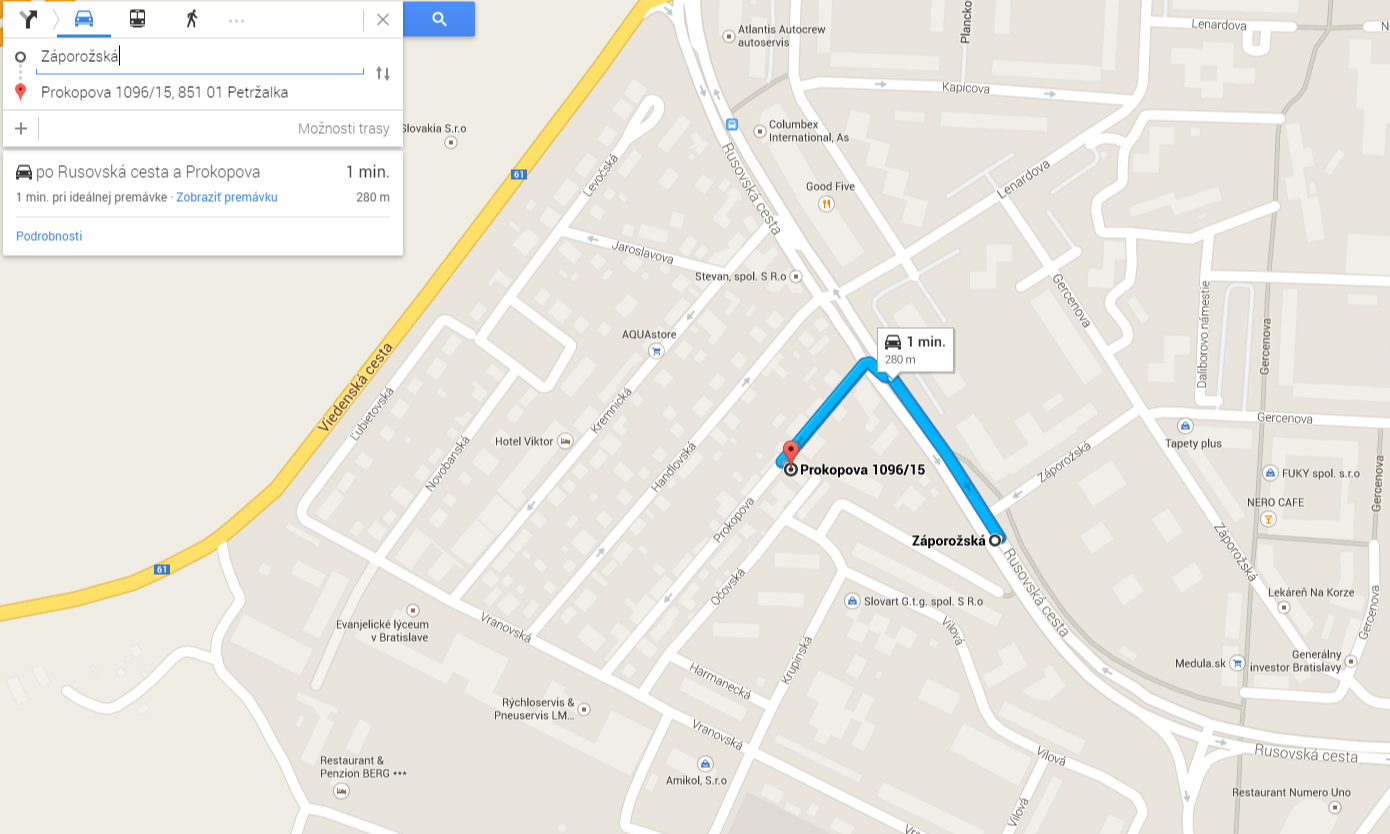 Záporožská
Prokopova 1096/15, 851 01 Petržalka
Možnosti trasy
po Rusovská cesta a Prokopova
1 min.
1 min. pri ideálnej premávke · Zobraziť premávku
280 m
Podrobnosti
Slovakia S.r.o
61
Viedenská cesta
61
Atlantis Autocrew
autoservis
Lenardova
Kapicova
Columbex
International, As
Rusovská cesta
Good Five
Lenardova
Levočská
Jaroslavova
Stevan, spol. S R.o
Gercenova
Daliborovo námestie
Gercenova
AQUAstore
1 min.
280 m
Ľubietovská
Kremnická
Hotel Viktor
Novobanská
Handlovská
Prokopova 1096/15
Prokopova
Gercenova
Tapety plus
Záporožská
FUKY spol. s.r.o
Gercenova
NERO CAFE
Záporožská
Rusovská cesta
Záporožská
Očovská
Slovart G.t.g. spol. S R.o
Vílová
Lekáreň Na Korze
Gercenova
Evanjelické lýceum
v Bratislave
Vranovská
Krupinská
Harmanecká
Medula.sk
Generálny
investor Bratislavy
Rýchloservis &
Pneuservis LM...
Vranovská
Vílová
Rusovská cesta
Restaurant &
Penzion BERG ***
Amikol, S.r.o
Vílová
Restaurant Numero Uno